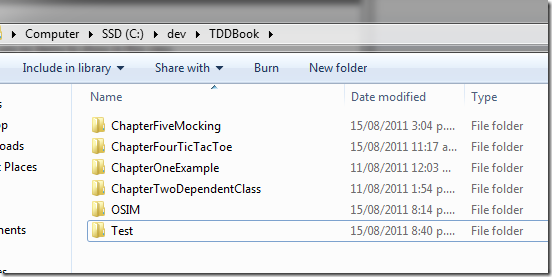 Computer ▸ SSD (C:) ▸ dev ▸ TDDBook ▸
Include in library ▾ Share with ▾ Burn New folder
Name Date modified Type
ChapterFiveMocking 15/08/2011 3:04 p.... File folder
ChapterFourTicTacToe 15/08/2011 11:17 a... File folder
ChapterOneExample 11/08/2011 12:03 ... File folder
ChapterTwoDependentClass 11/08/2011 1:54 p.... File folder
OSIM 15/08/2011 8:14 p.... File folder
Test 15/08/2011 8:40 p.... File folder
s
op
loads
t Places
ents